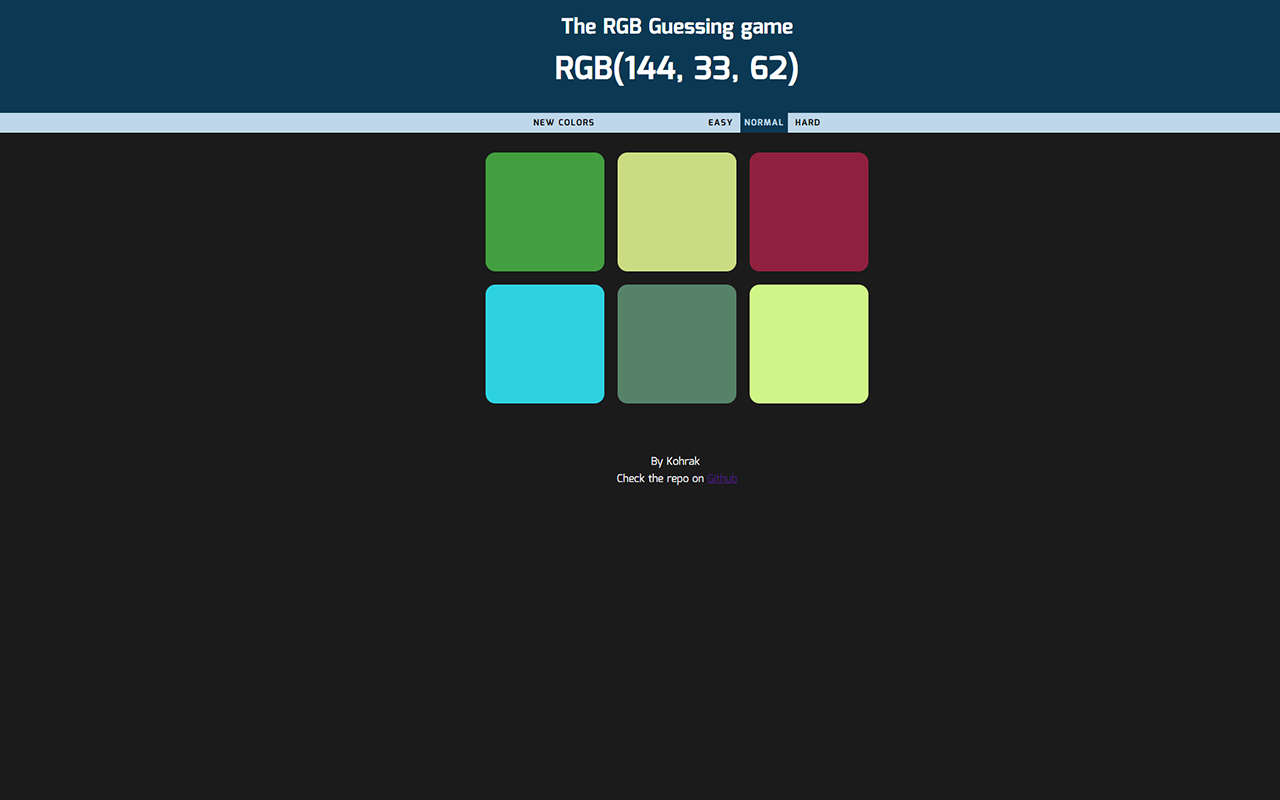 The RGB Guessing game
RGB(144, 33, 62)
NEW COLORS EASY NORMAL HARD
By Kohrak
Check the repo on Github